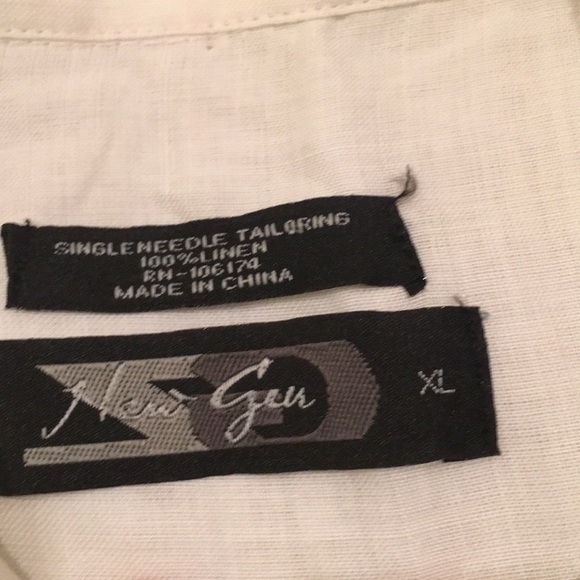 SINGLENEEDLE TAILORING
100%LINEN
RN-106174
MADE IN CHINA
New Gen
XL